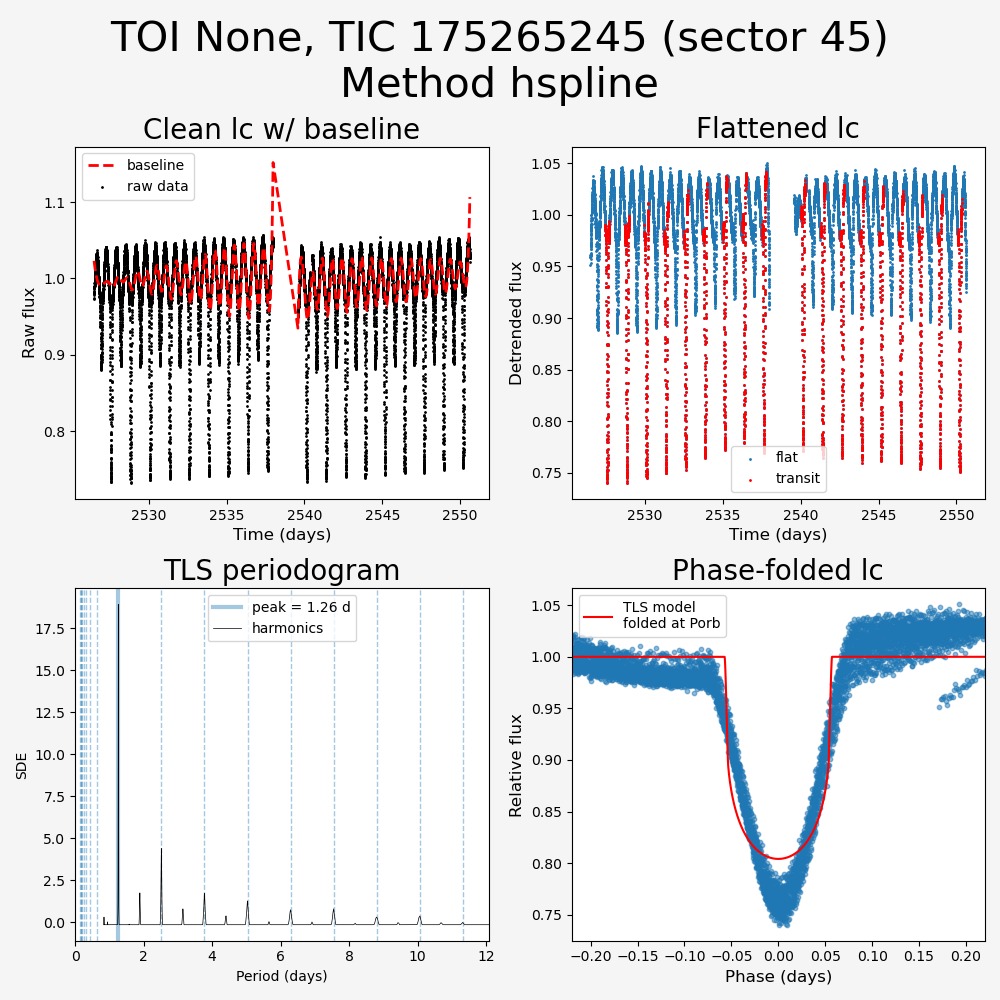 TOI None, TIC 175265245 (sector 45)
Method hspline
Clean lc w/ baseline
baseline
raw data
1.1
1.0
0.9
0.8
Raw flux
2530
2535
2540
2545
2550
Time (days)
Flattened lc
1.05
1.00
0.95
0.90
0.85
0.80
0.75
Detrended flux
flat
transit
2530
2535
2540
2545
2550
Time (days)
TLS periodogram
peak = 1.26 d
harmonics
17.5
15.0
12.5
10.0
7.5
5.0
2.5
0.0
SDE
0
2
4
6
8
10
12
Period (days)
Phase-folded lc
TLS model
folded at Porb
1.05
1.00
0.95
0.90
0.85
0.80
0.75
Relative flux
−0.20
−0.15
−0.10
−0.05
0.00
0.05
0.10
0.15
0.20
Phase (days)